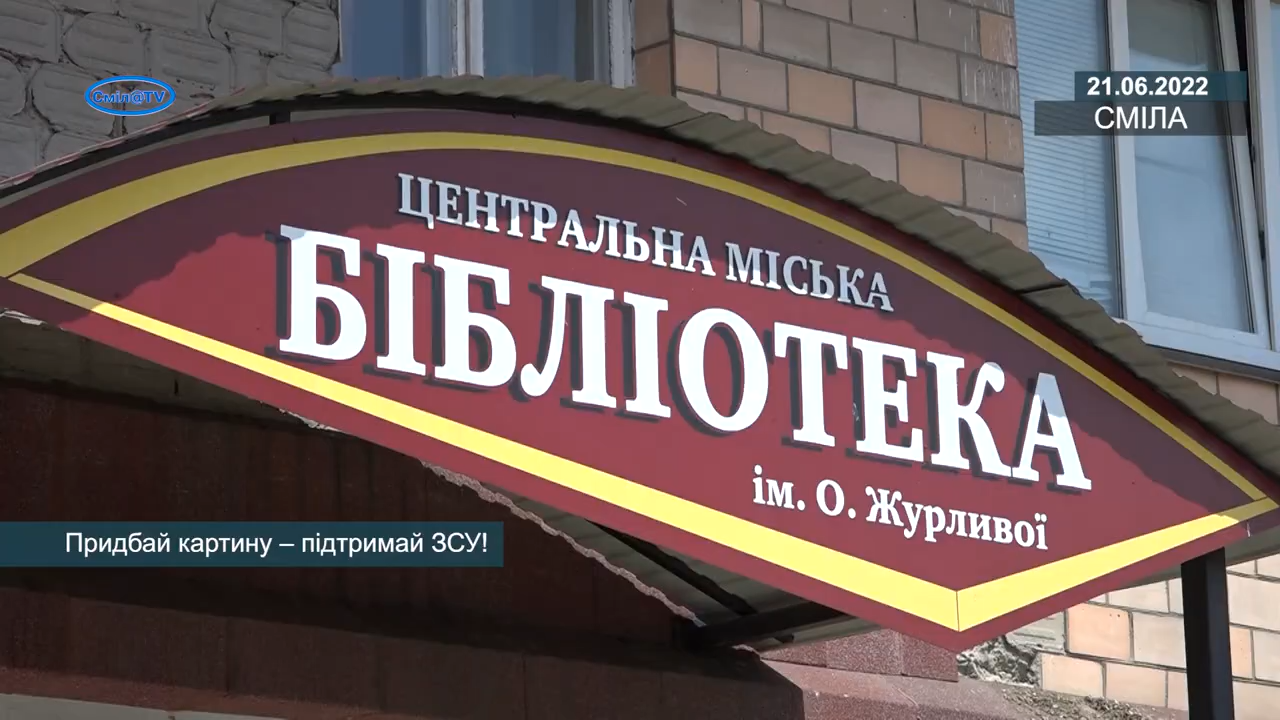 Сміл@TV
21.06.2022
СМІЛА
ЦЕНТРАЛЬНА МІСЬКА
БІБЛІОТЕКА
ім. О. Журливої
Придбай картину – підтримай ЗСУ!